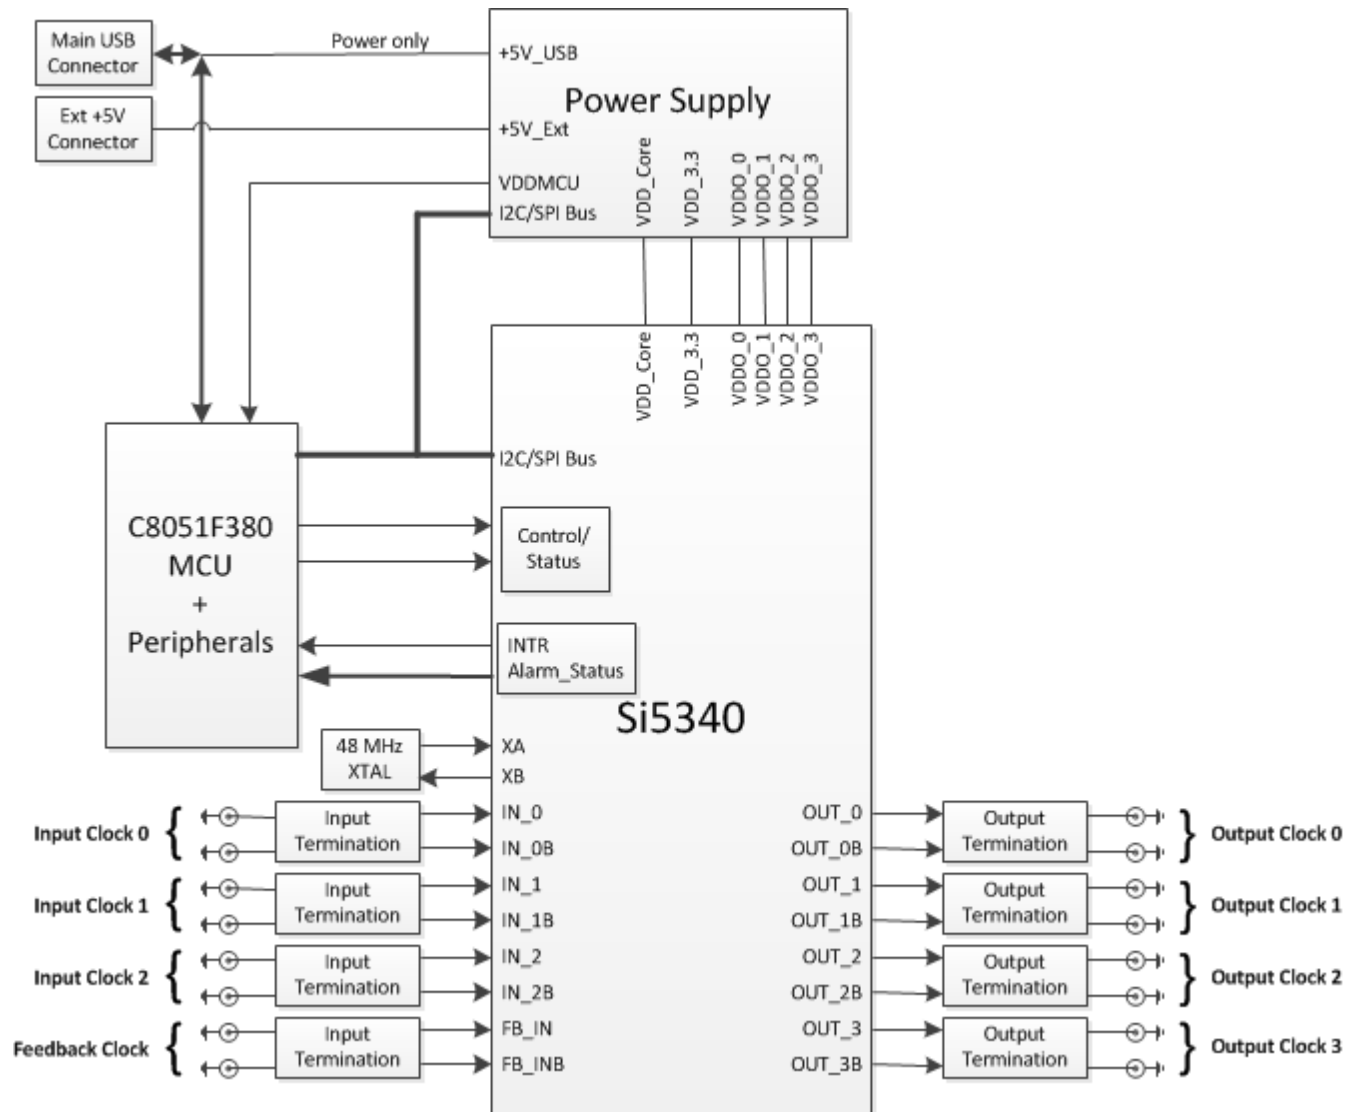 Main USB
Connector
Power only
+5V_USB
Power Supply
Ext +5V
Connector
+5V_Ext
VDDMCU
I2C/SPI Bus
VDD_Core
VDD_3.3
VDDO_0
VDDO_1
VDDO_2
VDDO_3
VDD_Core
VDD_3.3
VDDO_0
VDDO_1
VDDO_2
VDDO_3
I2C/SPI Bus
C8051F380
MCU
+
Peripherals
Control/
Status
INTR
Alarm_Status
Si5340
48 MHz
XTAL
XA
XB
Input Clock 0
Input
Termination
IN_0
IN_0B
OUT_0
OUT_0B
Output
Termination
Output Clock 0
Input Clock 1
Input
Termination
IN_1
IN_1B
OUT_1
OUT_1B
Output
Termination
Output Clock 1
Input Clock 2
Input
Termination
IN_2
IN_2B
OUT_2
OUT_2B
Output
Termination
Output Clock 2
Feedback Clock
Input
Termination
FB_IN
FB_INB
OUT_3
OUT_3B
Output
Termination
Output Clock 3